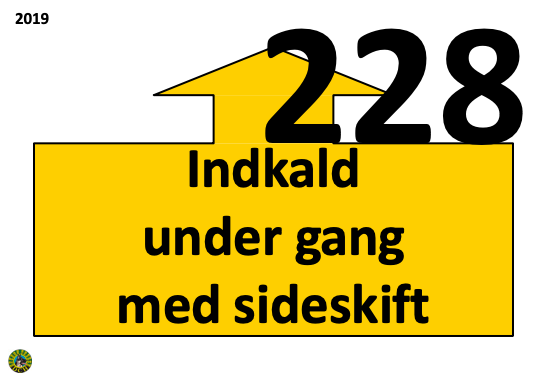 2019
228
Indkald
under gang
med sideskift